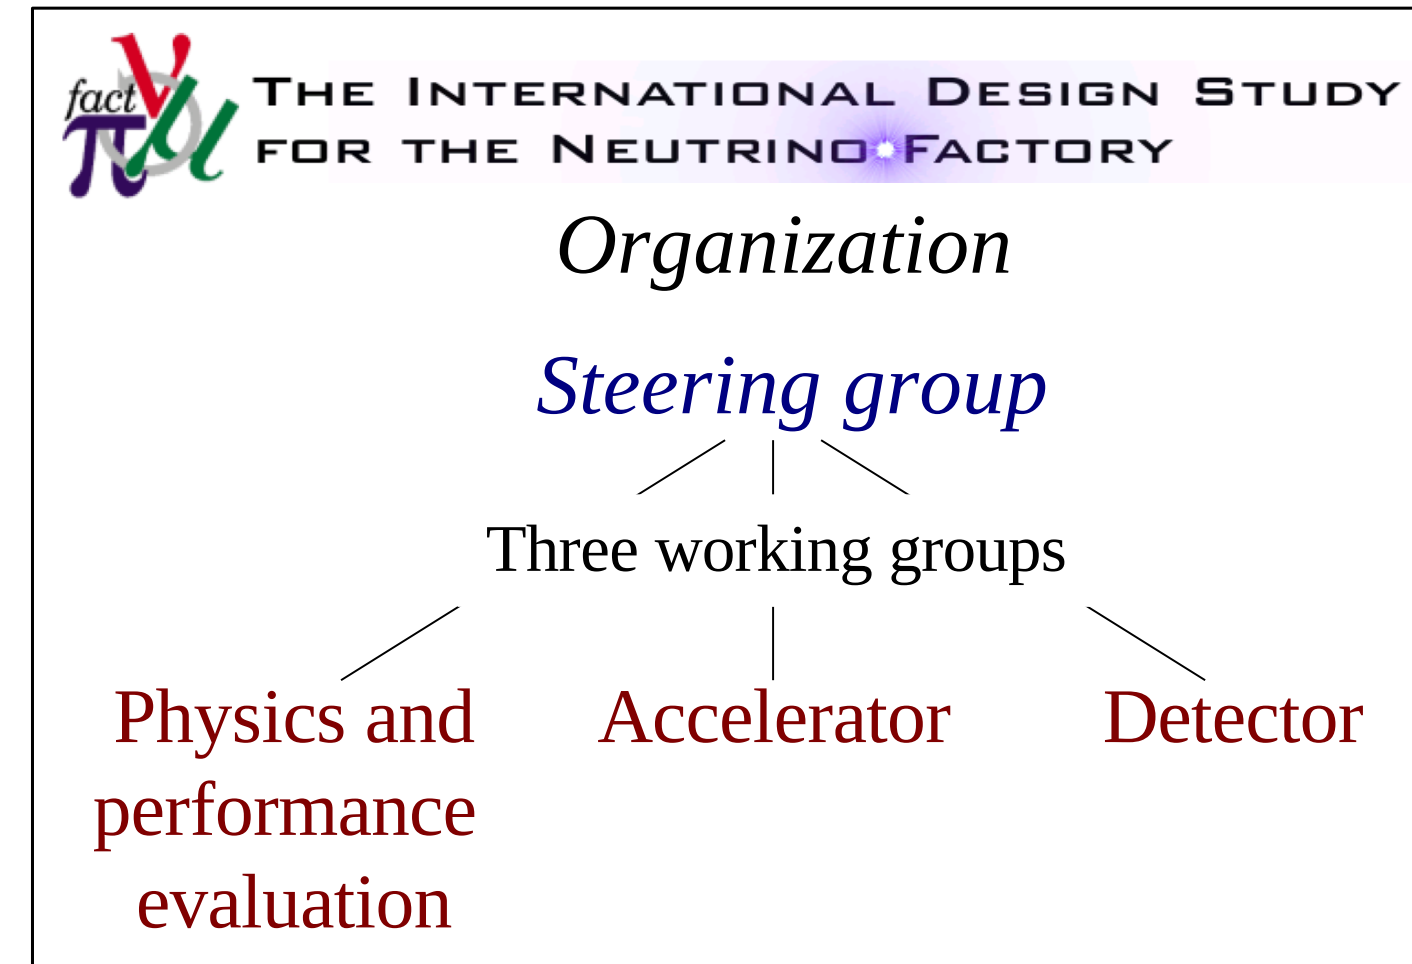 fact
πμν
THE INTERNATIONAL DESIGN STUDY
FOR THE NEUTRINO FACTORY
Organization
Steering group
Three working groups
Physics and
performance
evaluation
Accelerator
Detector